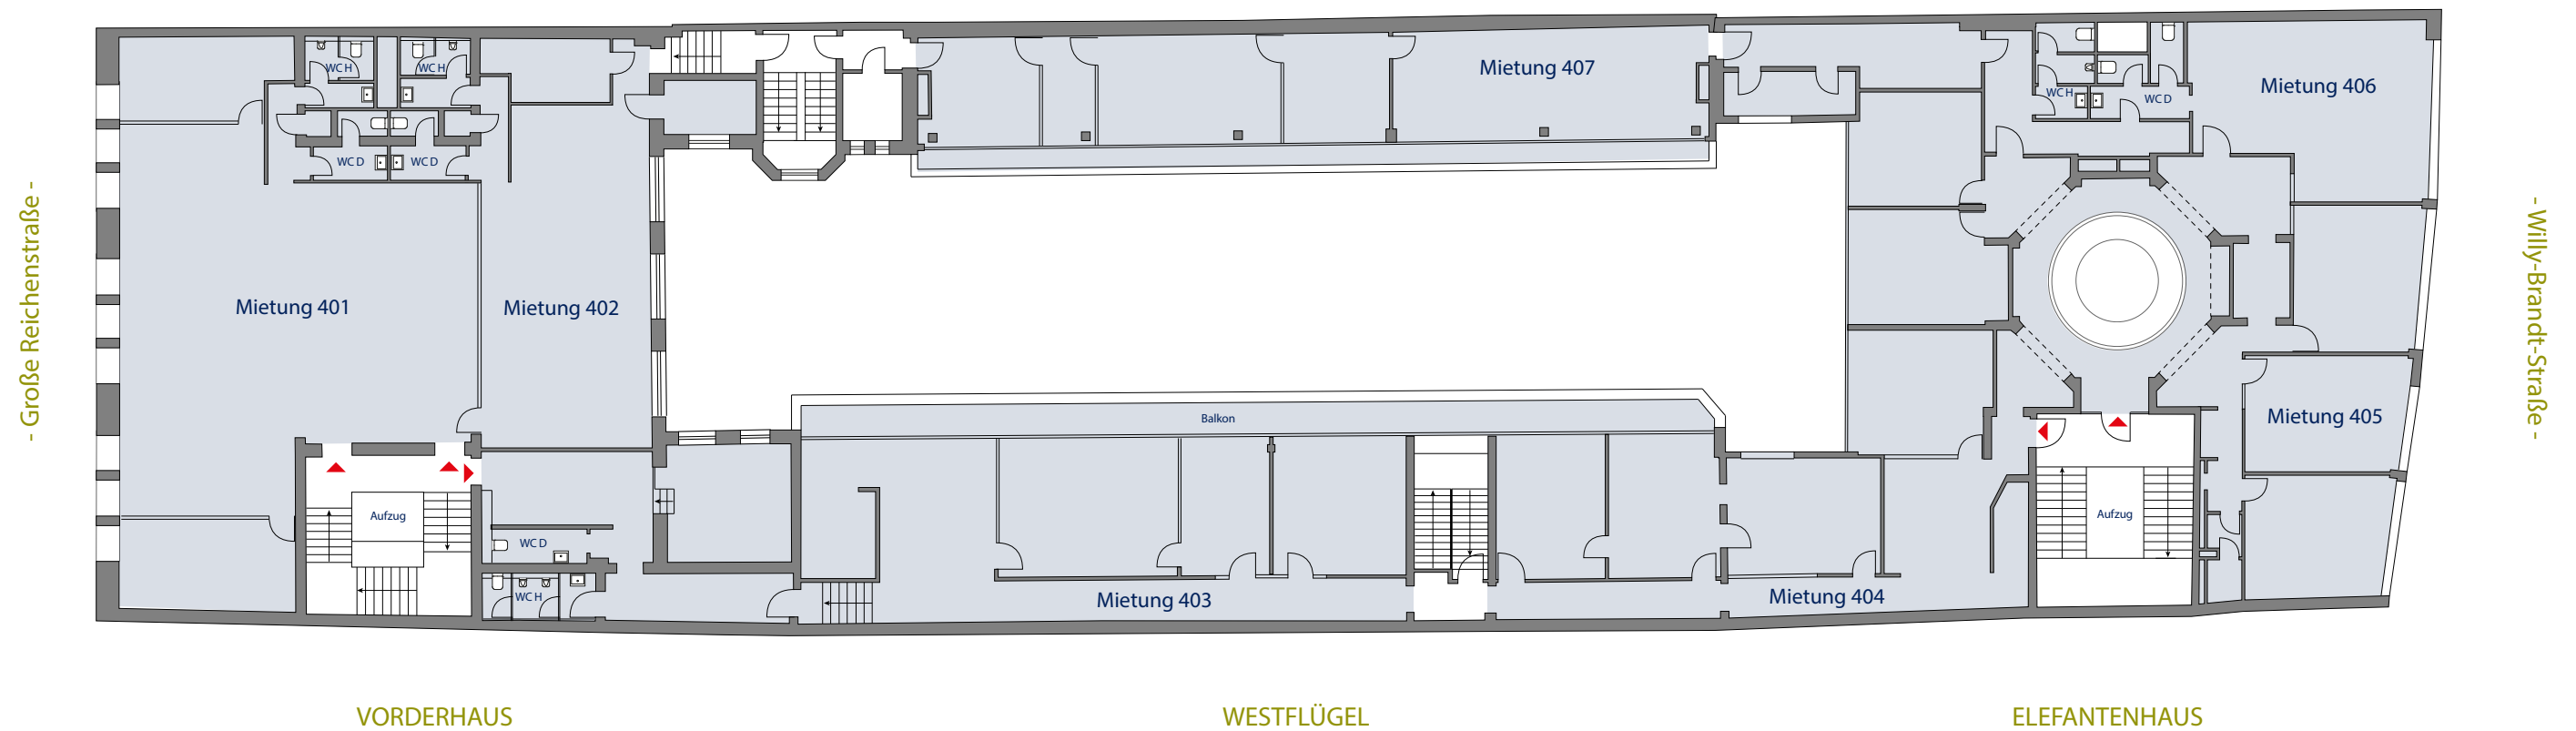 WC H
WC H
Mietung 407
WC H
WC D
Mietung 406
WC D
WC D
- Große Reichenstraße -
Mietung 401
Mietung 402
- Willy-Brandt-Straße -
Balkon
Mietung 405
Aufzug
Aufzug
WC D
WC H
Mietung 403
Mietung 404
VORDERHAUS
WESTFLÜGEL
ELEFANTENHAUS